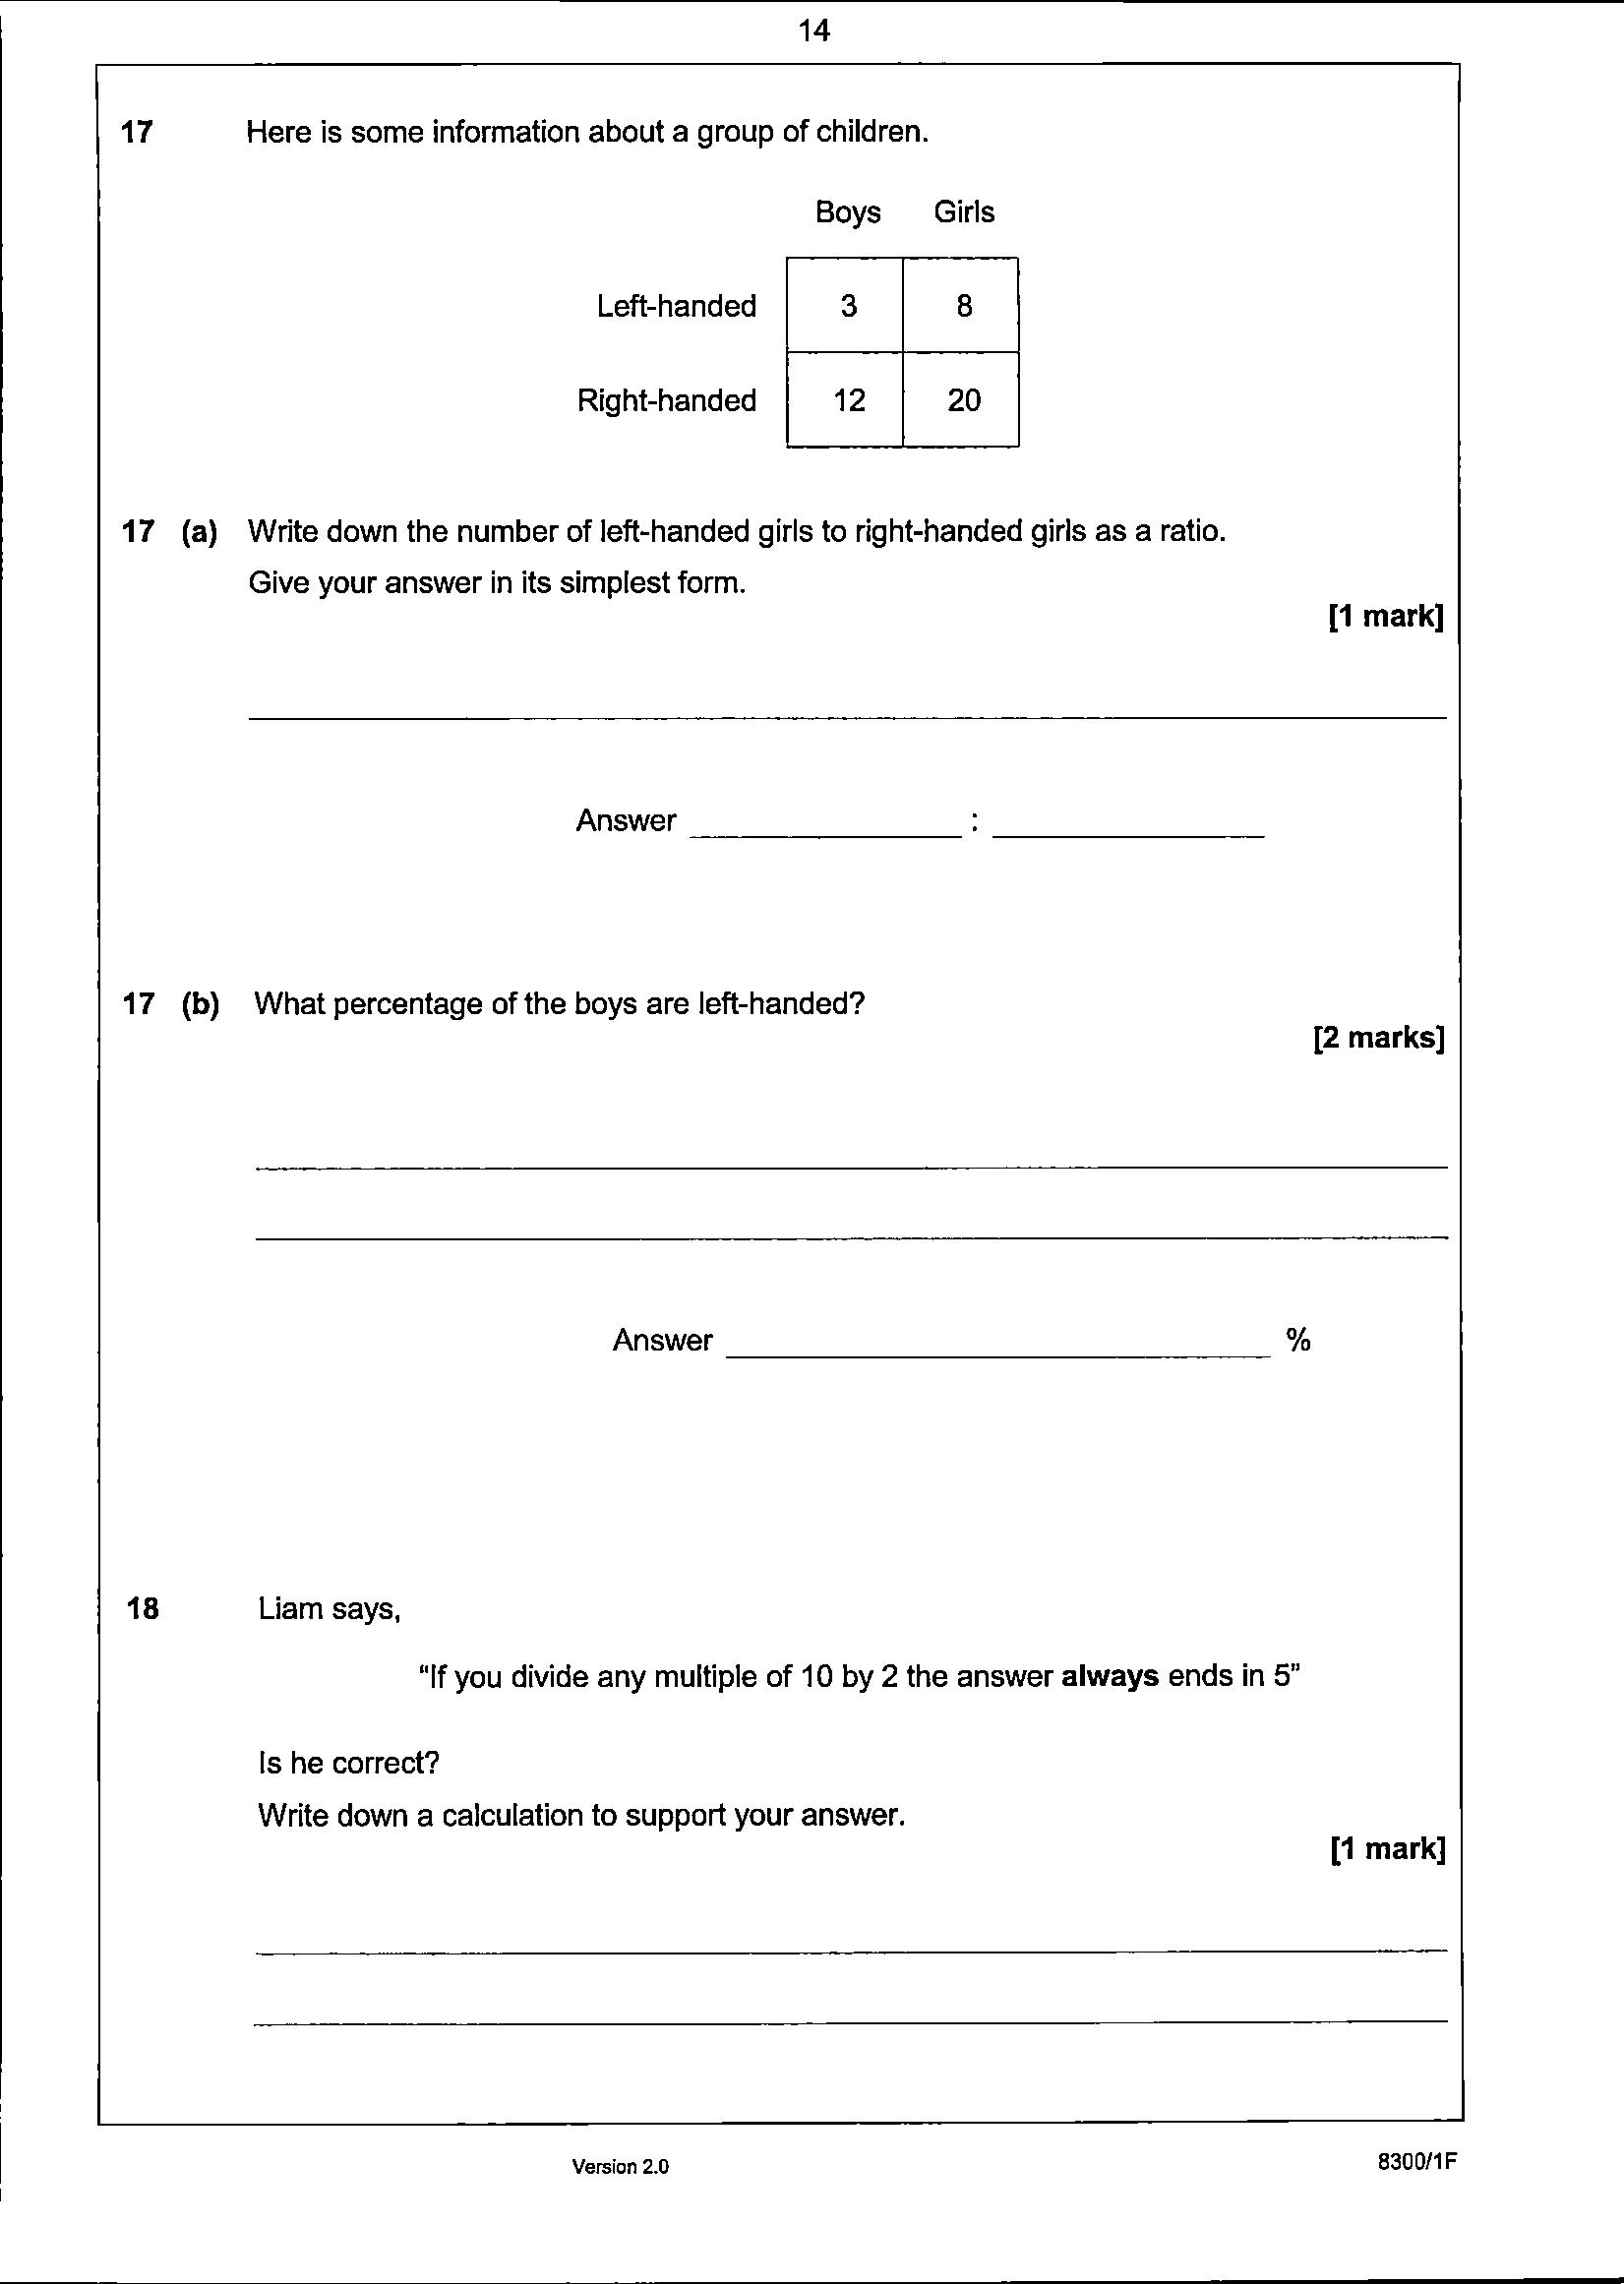 14
17 Here is some information about a group of children.
Boys Girls
Left-handed 3 8
Right-handed 12 20
17 (a) Write down the number of left-handed girls to right-handed girls as a ratio.
Give your answer in its simplest form.
[1 mark]
Answer :
17 (b) What percentage of the boys are left-handed?
[2 marks]
Answer %
18 Liam says,
“If you divide any multiple of 10 by 2 the answer always ends in 5”
Is he correct?
Write down a calculation to support your answer.
[1 mark]
Version 2.0
8300/1F